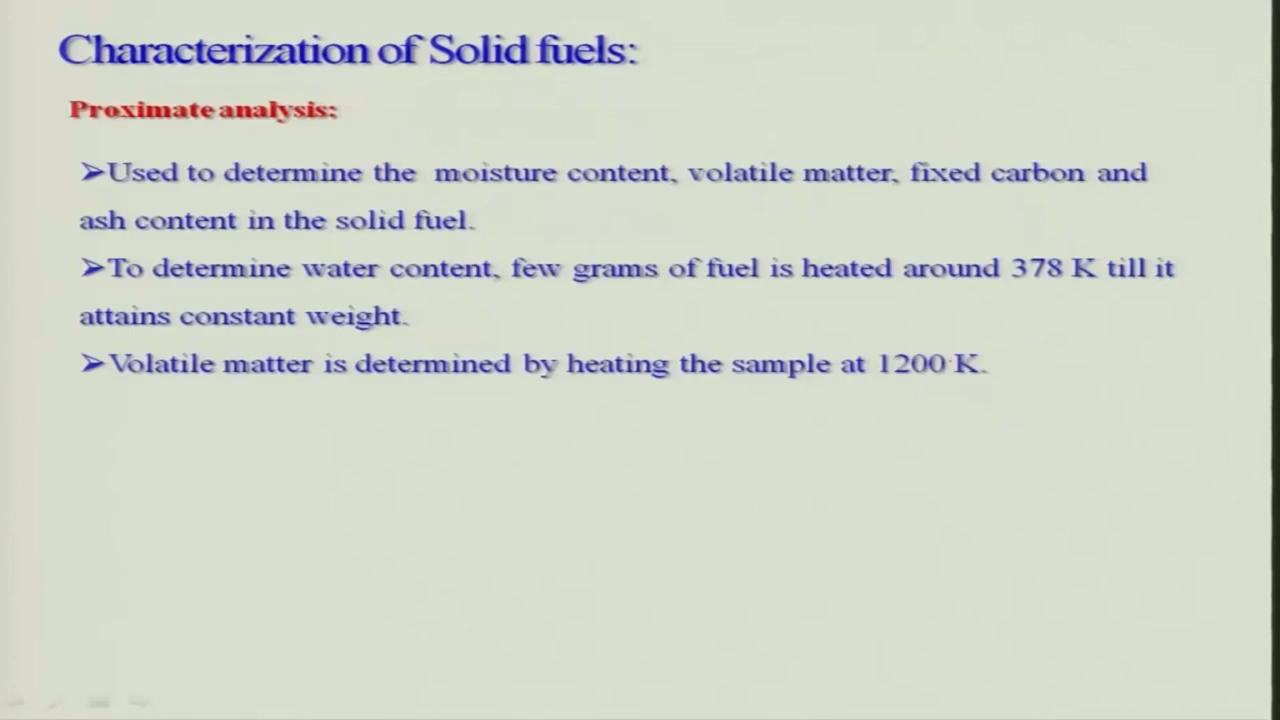 Characterization of Solid fuels:
Proximate analysis:
➢Used to determine the moisture content, volatile matter, fixed carbon and
ash content in the solid fuel.
➢To determine water content, few grams of fuel is heated around 378 K till it
attains constant weight.
➢Volatile matter is determined by heating the sample at 1200 K.